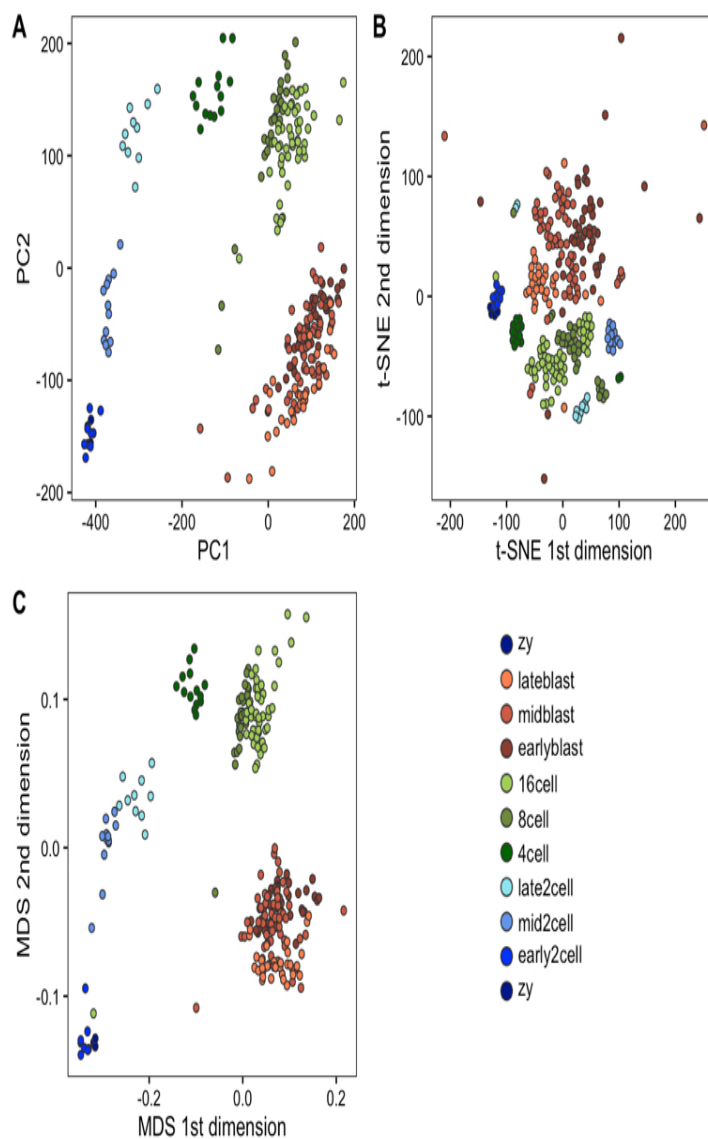 A
200
100
0
-100
-200
PC2
-400
-200
0
200
PC1
B
200
100
0
-100
t-SNE 2nd dimension
-200
-100
0
100
200
t-SNE 1st dimension
C
0.1
0.0
-0.1
MDS 2nd dimension
-0.2
0.0
0.2
MDS 1st dimension
zy
lateblast
midblast
earlyblast
16cell
8cell
4cell
late2cell
mid2cell
early2cell
zy